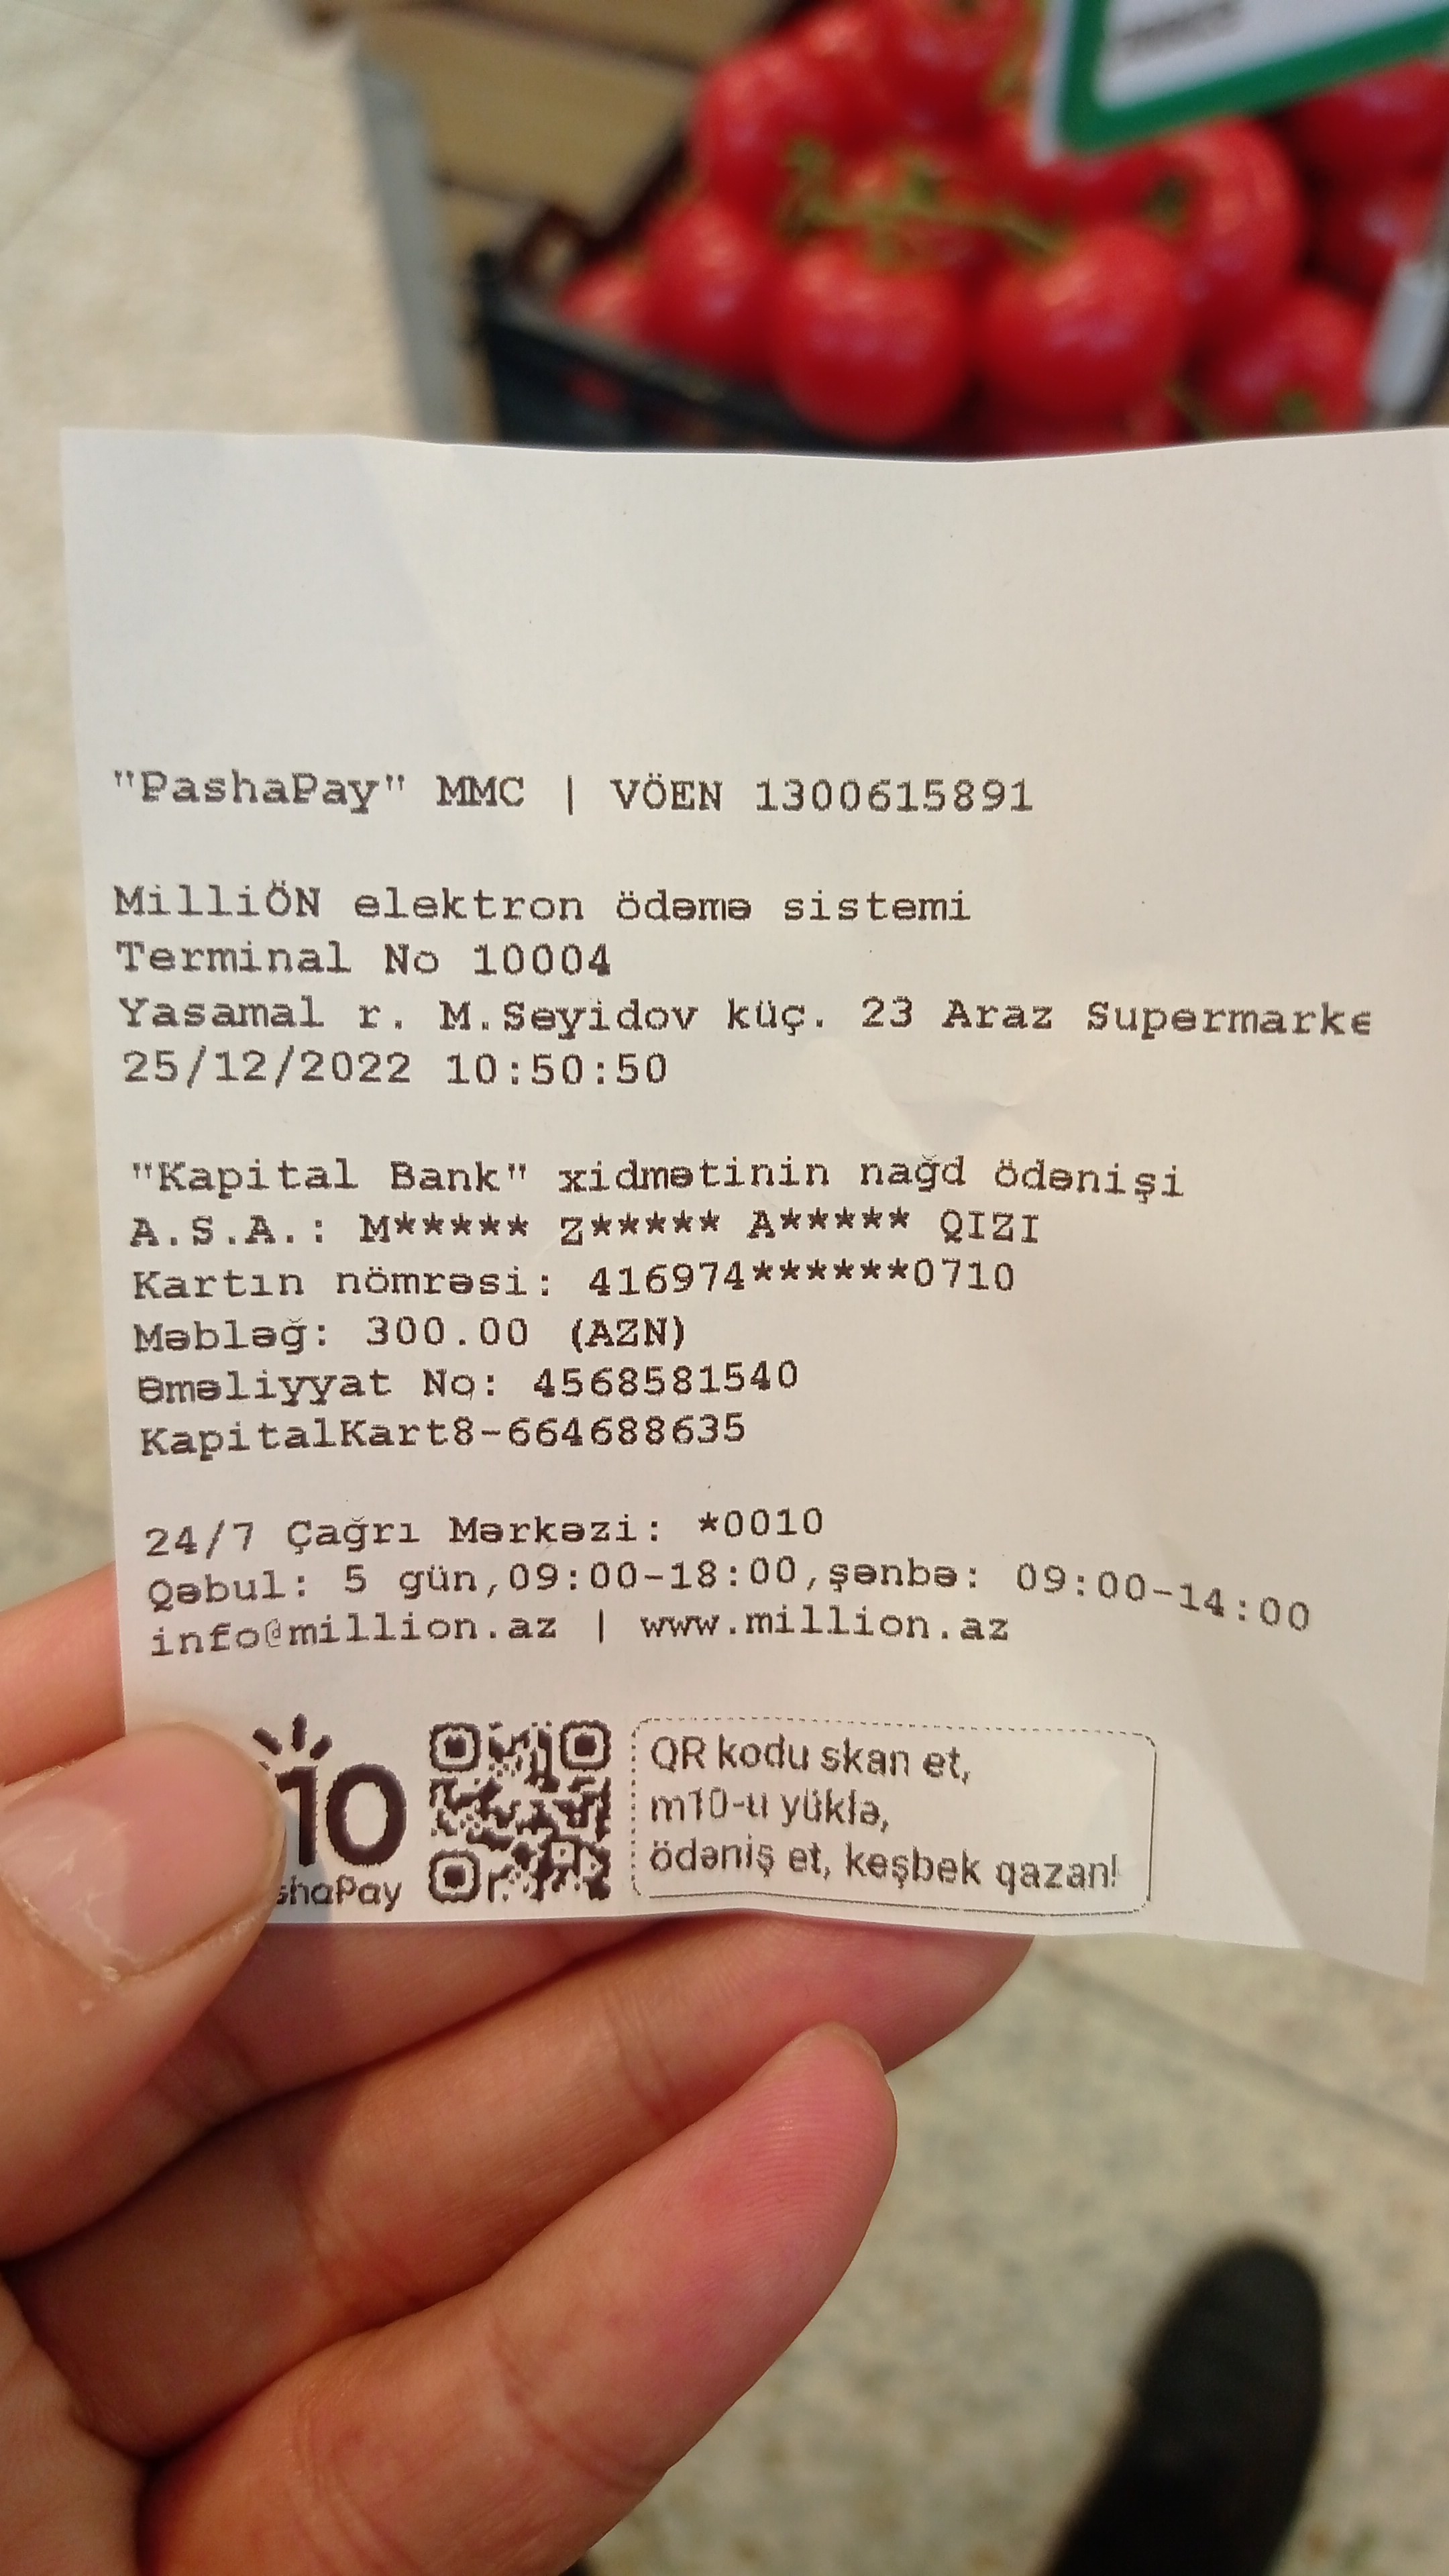 "PashaPay" MMC | VÖEN 1300615891
MilliÖN elektron ödəmə sistemi
Terminal No 10004
Yasamal r. M.Seyidov küç. 23 Araz Supermarke
25/12/2022 10:50:50
"Kapital Bank" xidmətinin nağd ödənişi
A.S.A.: M***** Z***** A***** QIZI
Kartın nömrəsi: 416974******0710
Məbləğ: 300.00 (AZN)
Əməliyyat No: 4568581540
KapitalKart8-664688635
24/7 Çağrı Mərkəzi: *0010
Qəbul: 5 gün,09:00-18:00,şənbə: 09:00-14:00
info@million.az | www.million.az
10
shaPay
QR kodu skan et,
m10-u yüklə,
ödəniş et, keşbek qazan!